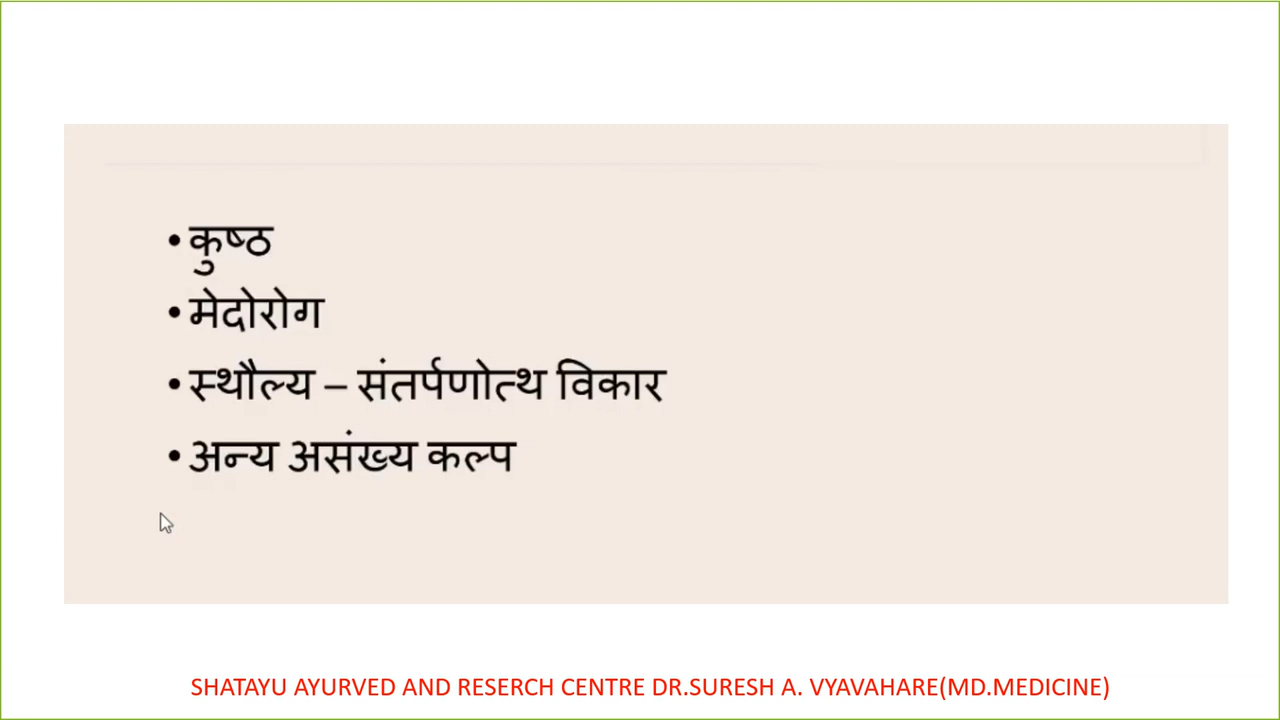 • कुष्ठ
• मेदोरोग
• स्थौल्य – संतर्पणोत्थ विकार
• अन्य असंख्य कल्प
SHATAYU AYURVED AND RESERCH CENTRE DR.SURESH A. VYAVAHARE(MD.MEDICINE)